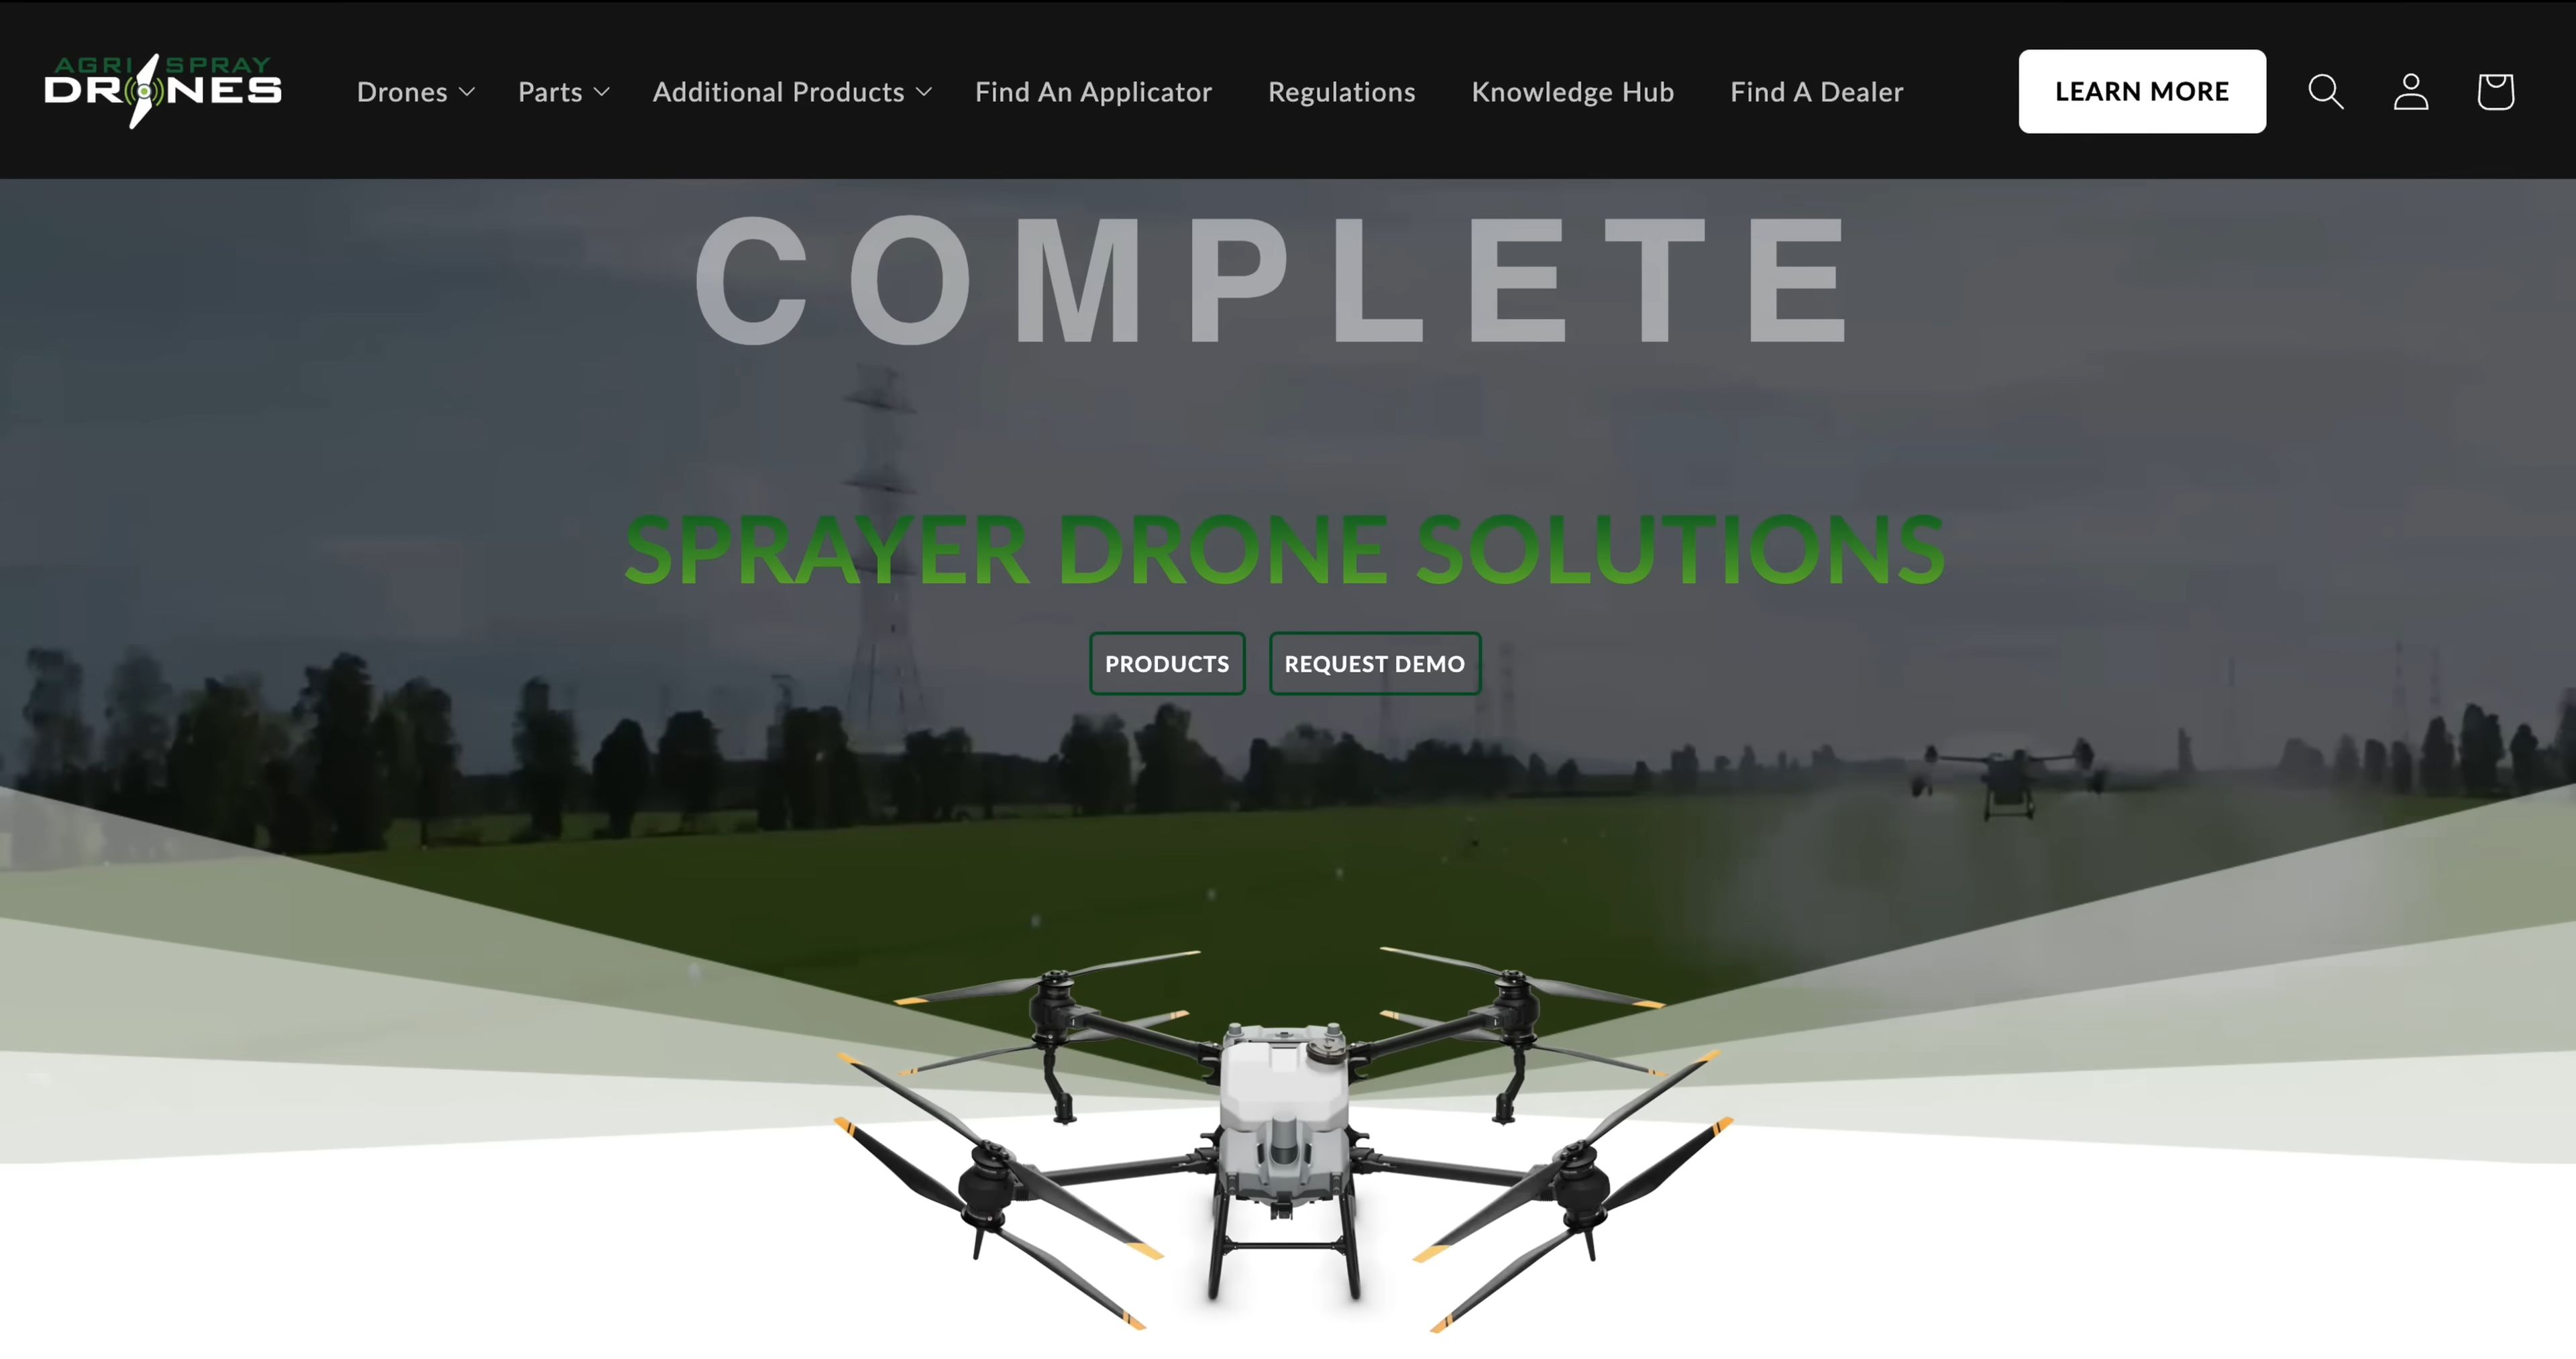 AGRI SPRAY
DRONES
Drones
Parts
Additional Products
Find An Applicator
Regulations
Knowledge Hub
Find A Dealer
LEARN MORE
COMPLETE
SPRAYER DRONE SOLUTIONS
PRODUCTS
REQUEST DEMO